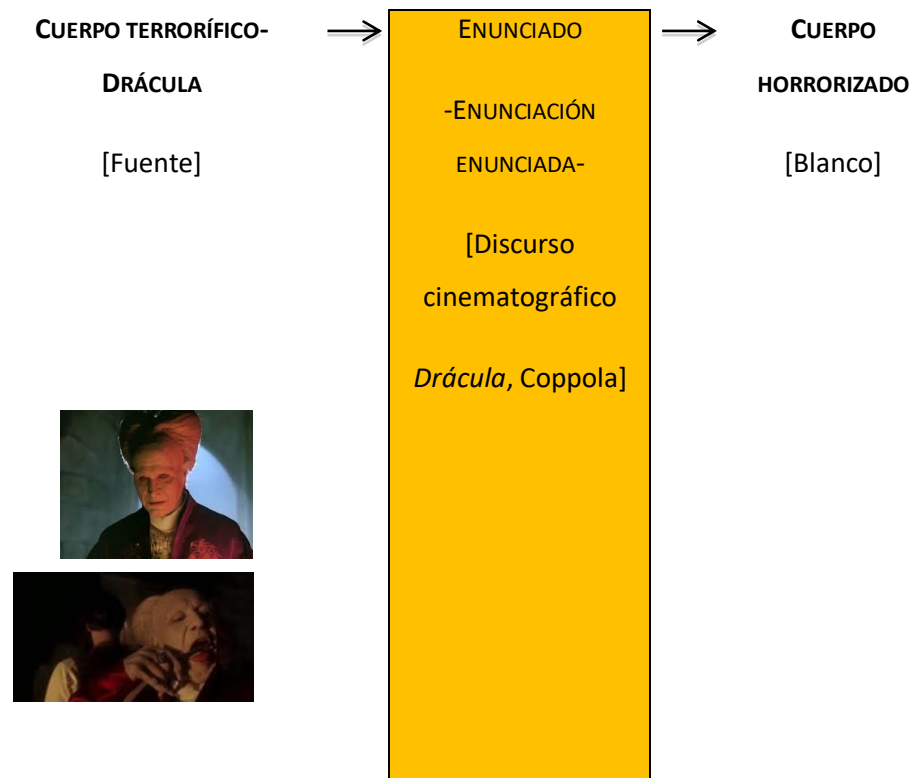 CUERPO TERRORÍFICO-
DRÁCULA
[Fuente]
ENUNCIADO
-ENUNCIACIÓN
ENUNCIADA-
[Discurso
cinematográfico
Drácula, Coppola]
CUERPO
HORRORIZADO
[Blanco]